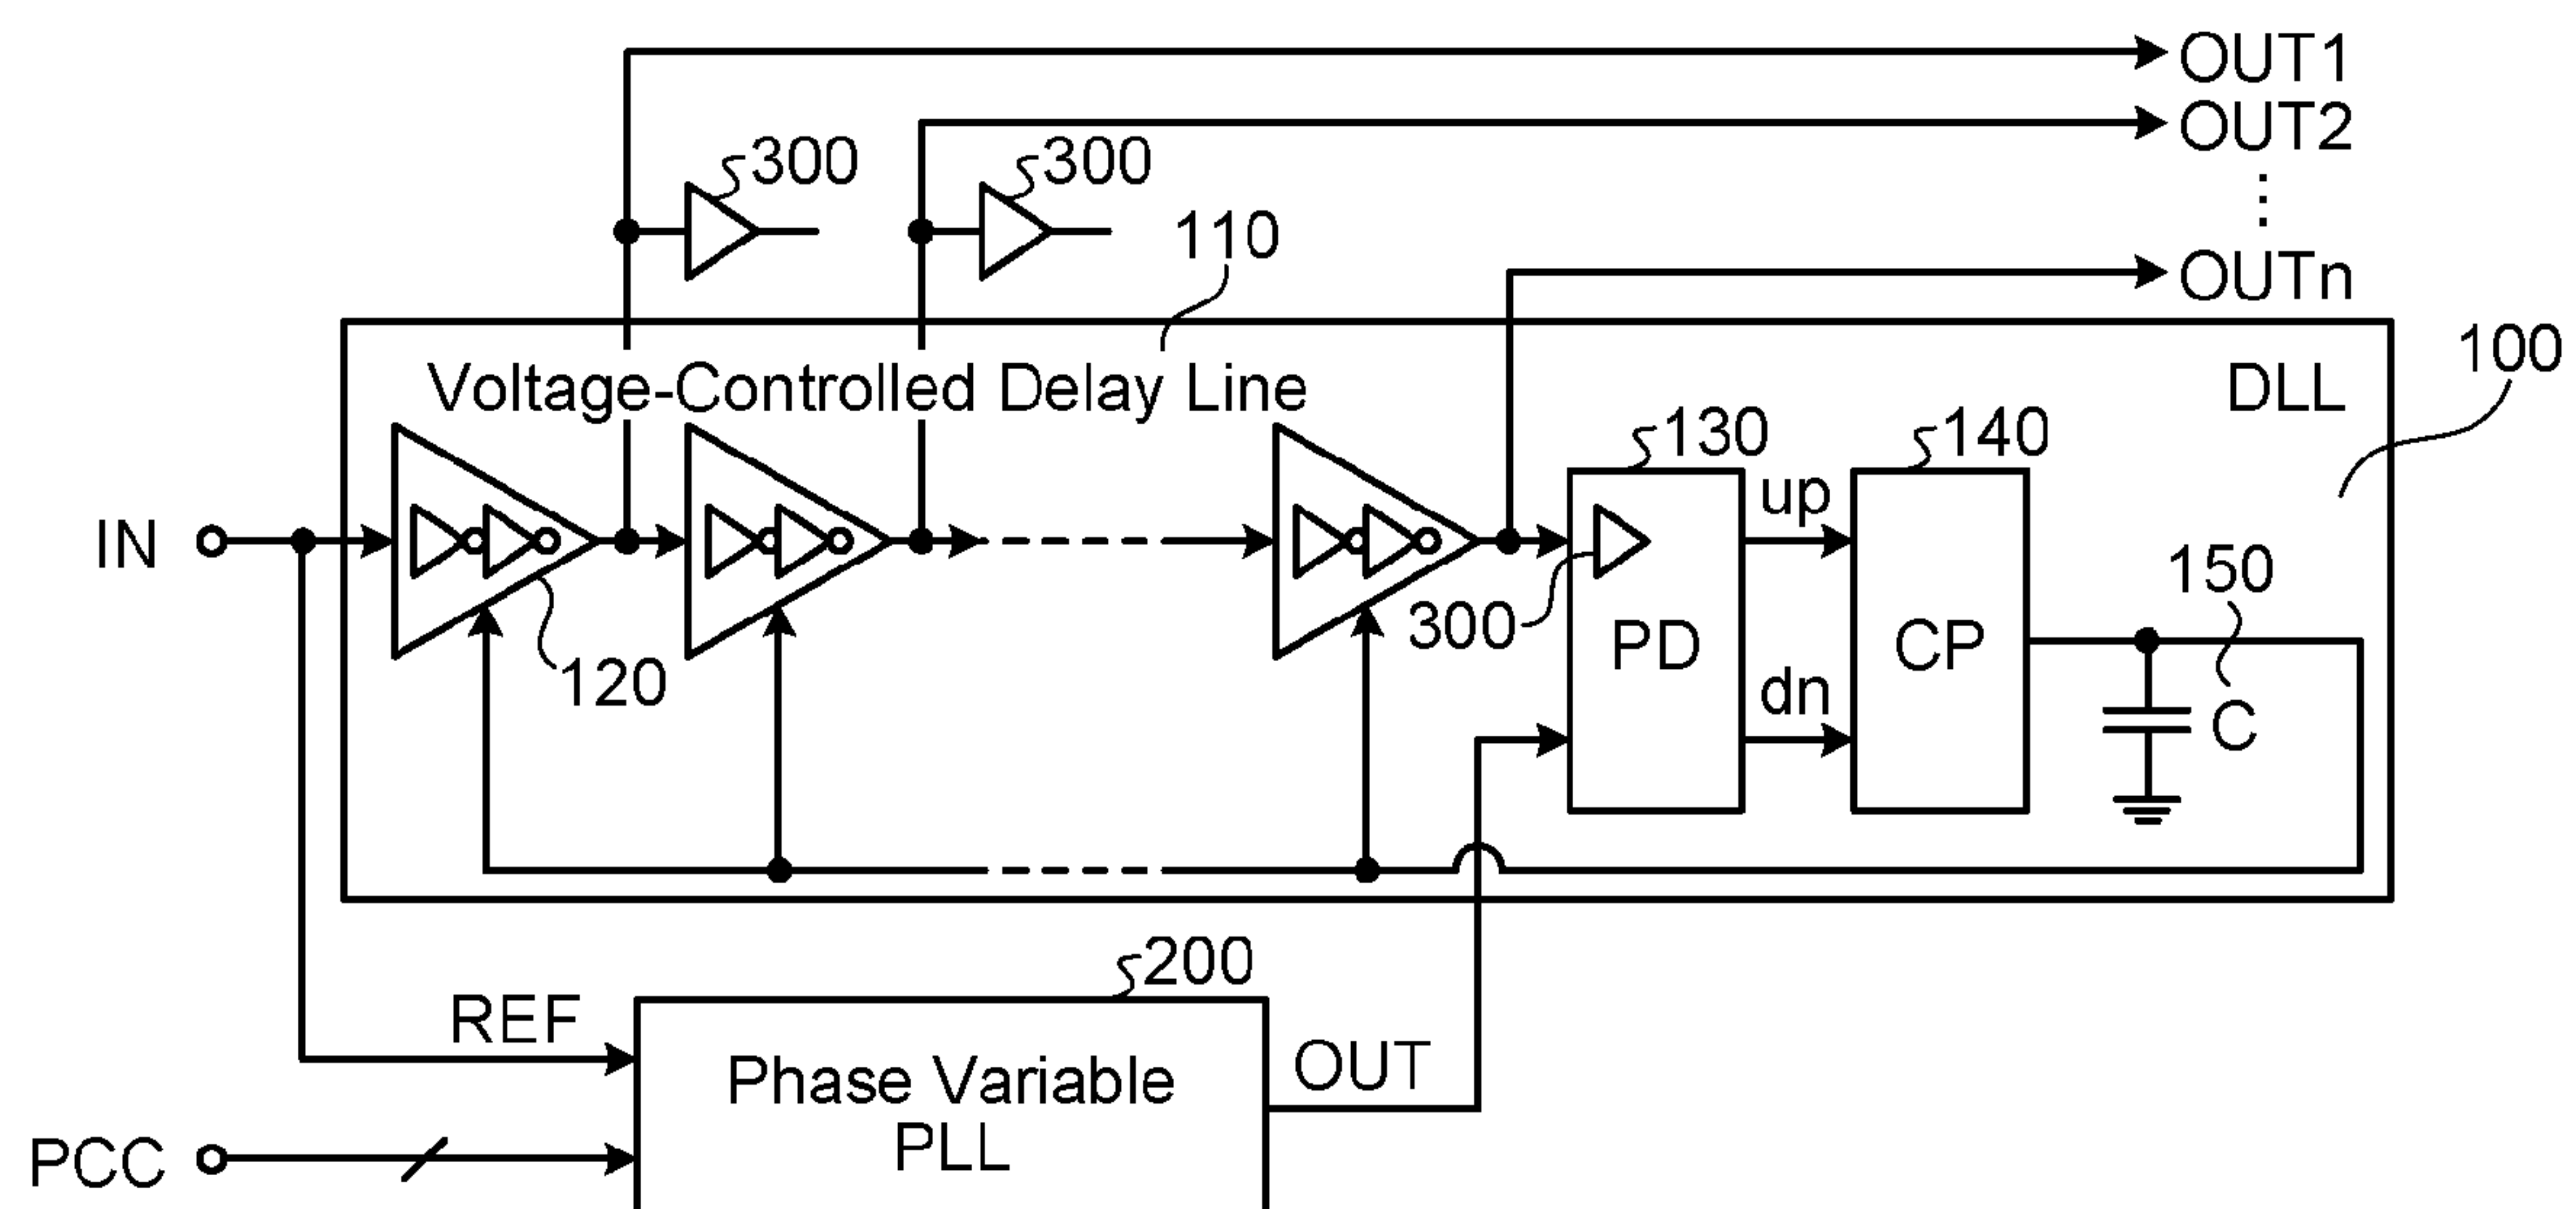 OUT1
OUT2
300
300
110
OUTn
Voltage-Controlled Delay Line
DLL
100
130
140
up
IN
150
300
PD
CP
120
dn
C
200
REF
OUT
Phase Variable
PLL
PCC